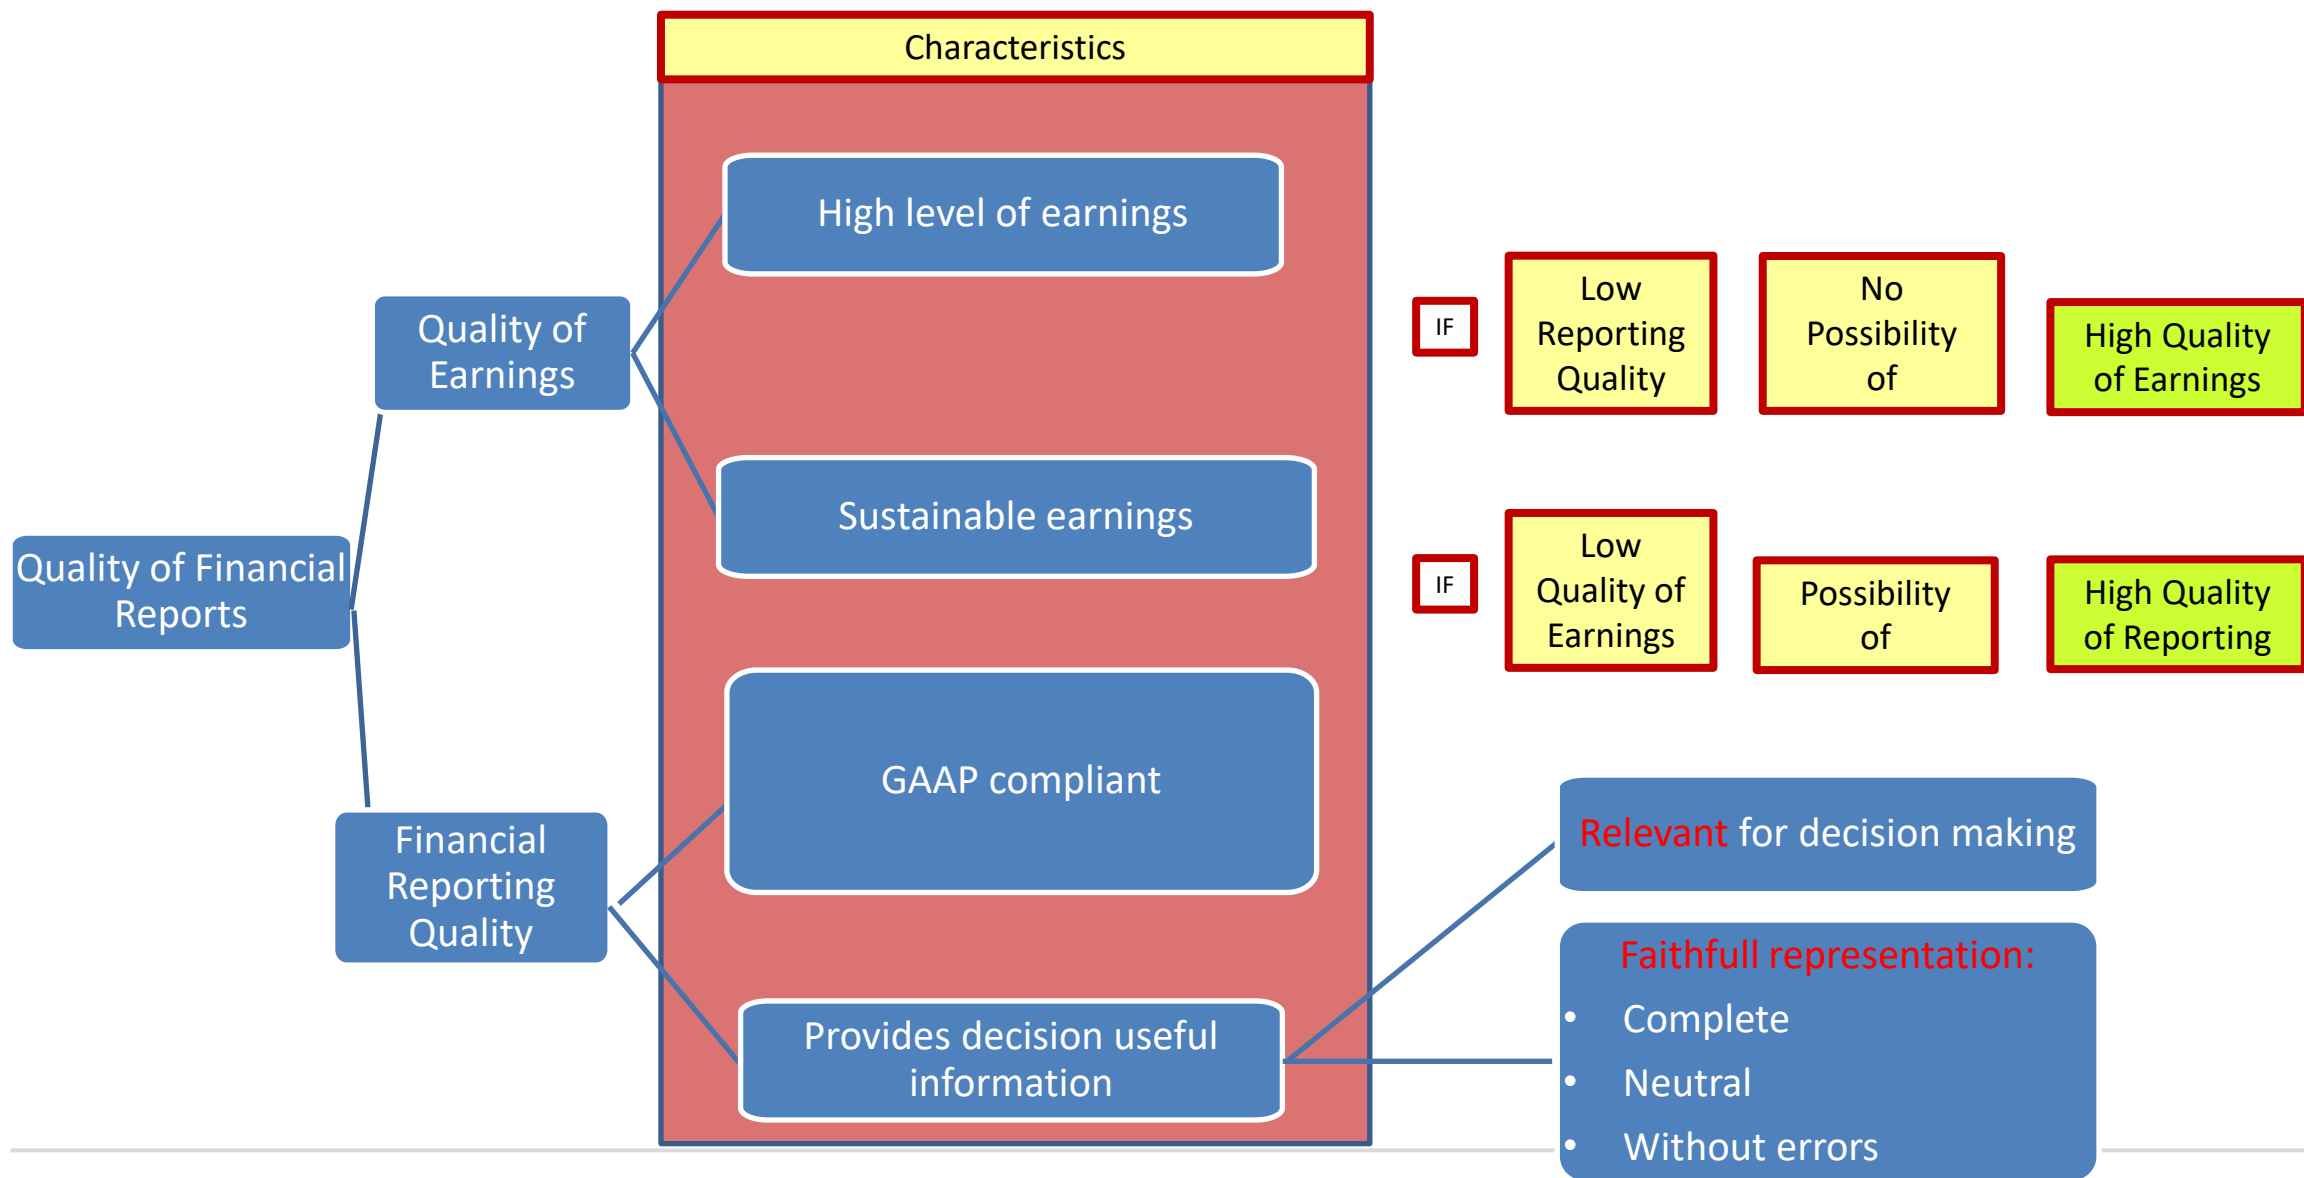 Characteristics
High level of earnings
Quality of
Earnings
Sustainable earnings
Quality of Financial
Reports
GAAP compliant
Financial
Reporting
Quality
Provides decision useful
information
IF
Low
Reporting
Quality
No
Possibility
of
High Quality
of Earnings
IF
Low
Quality of
Earnings
Possibility
of
High Quality
of Reporting
Relevant for decision making
Faithfull representation:
• Complete
• Neutral
• Without errors